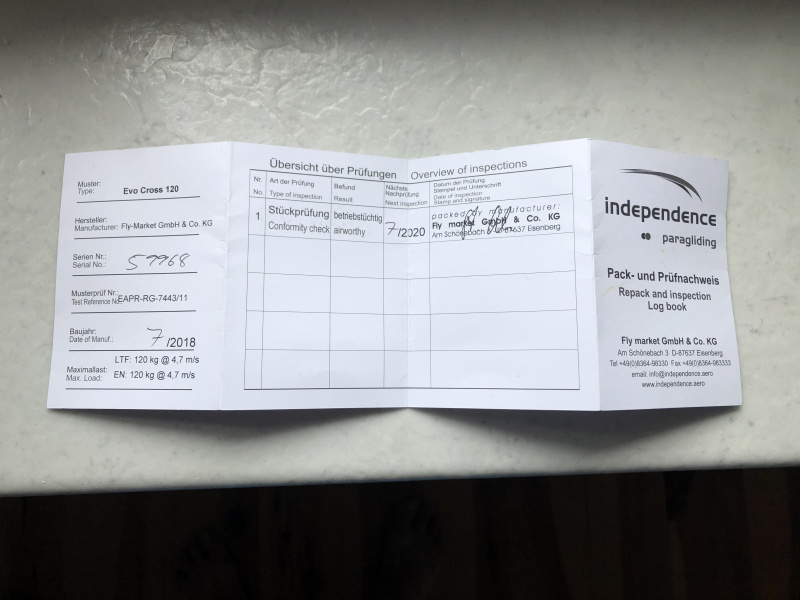 Muster:
Type:
Evo Cross 120
Hersteller:
Manufacturer: Fly-Market GmbH & Co. KG
Serien Nr.:
Serial No.:
59968
Musterprüf Nr.:
Test Reference No.:
EAPR-RG-7443/11
Baujahr:
Date of Manuf.:
7/2018
Maximallast:
Max. Load:
LTF: 120 kg @ 4,7 m/s
EN: 120 kg @ 4,7 m/s
Übersicht über Prüfungen Overview of inspections
Nr.
No.
Art der Prüfung
Type of inspection
Befund
Result
Nächste
Nachprüfung
Next inspection
Datum der Prüfung
Stempel und Unterschrift
Date of inspection
Stamp and signature
1
Stückprüfung
Conformity check
betriebstüchtig
airworthy
7/2020
packed by manufacturer:
Fly market GmbH & Co. KG
Am Schönebach 3 D-87637 Eisenberg
independence
paragliding
Pack- und Prüfnachweis
Repack and inspection
Log book
Fly market GmbH & Co. KG
Am Schönebach 3 D-87637 Eisenberg
Tel +49(0)8364-98330 Fax +49(0)8364-983333
email: info@independence.aero
www.independence.aero